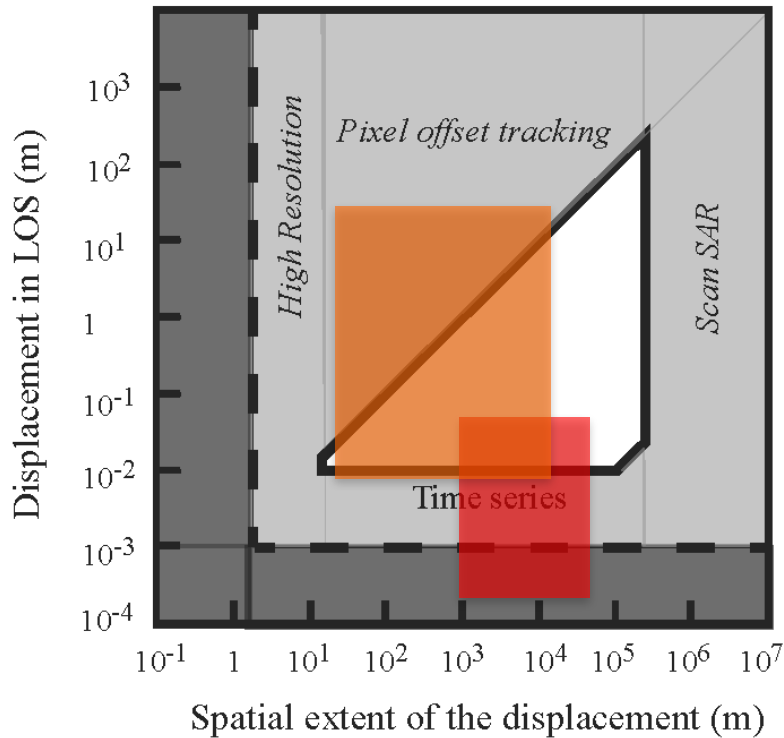 10³
10²
10¹
1
10⁻¹
10⁻²
10⁻³
10⁻⁴
Displacement in LOS (m)
High Resolution
Pixel offset tracking
Scan SAR
Time series
10⁻¹ 1 10¹ 10² 10³ 10⁴ 10⁵ 10⁶ 10⁷
Spatial extent of the displacement (m)